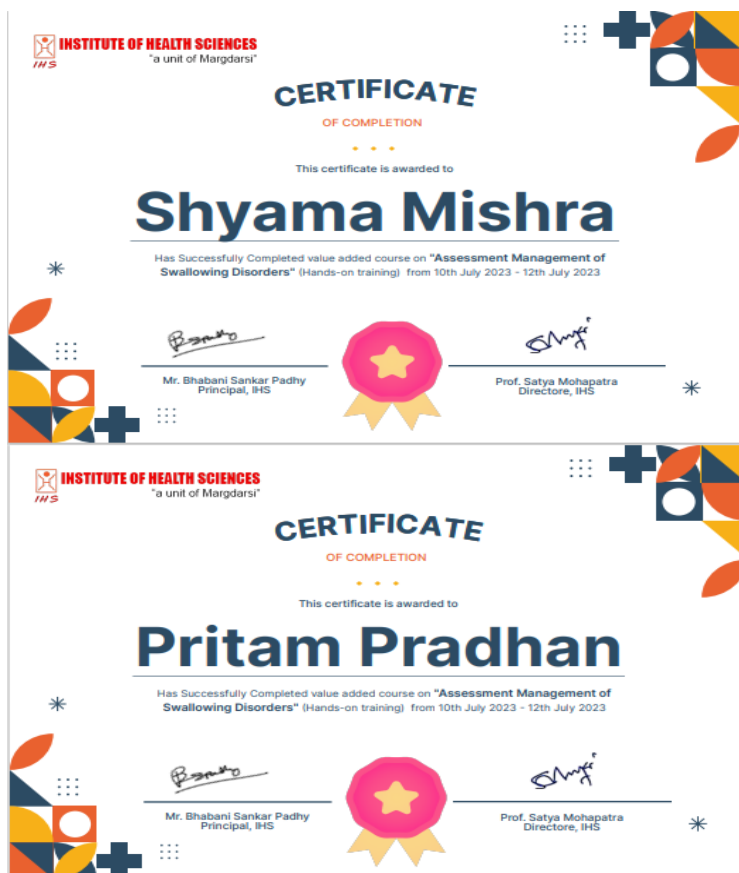 INSTITUTE OF HEALTH SCIENCES
IHS
"a unit of Margdarsi"
CERTIFICATE
OF COMPLETION
This certificate is awarded to
Shyama Mishra
Has Successfully Completed value added course on "Assessment Management of
Swallowing Disorders" (Hands-on training) from 10th July 2023 - 12th July 2023
Mr. Bhabani Sankar Padhy
Principal, IHS
Prof. Satya Mohapatra
Directore, IHS
INSTITUTE OF HEALTH SCIENCES
IHS
"a unit of Margdarsi"
CERTIFICATE
OF COMPLETION
This certificate is awarded to
Pritam Pradhan
Has Successfully Completed value added course on "Assessment Management of
Swallowing Disorders" (Hands-on training) from 10th July 2023 - 12th July 2023
Mr. Bhabani Sankar Padhy
Principal, IHS
Prof. Satya Mohapatra
Directore, IHS